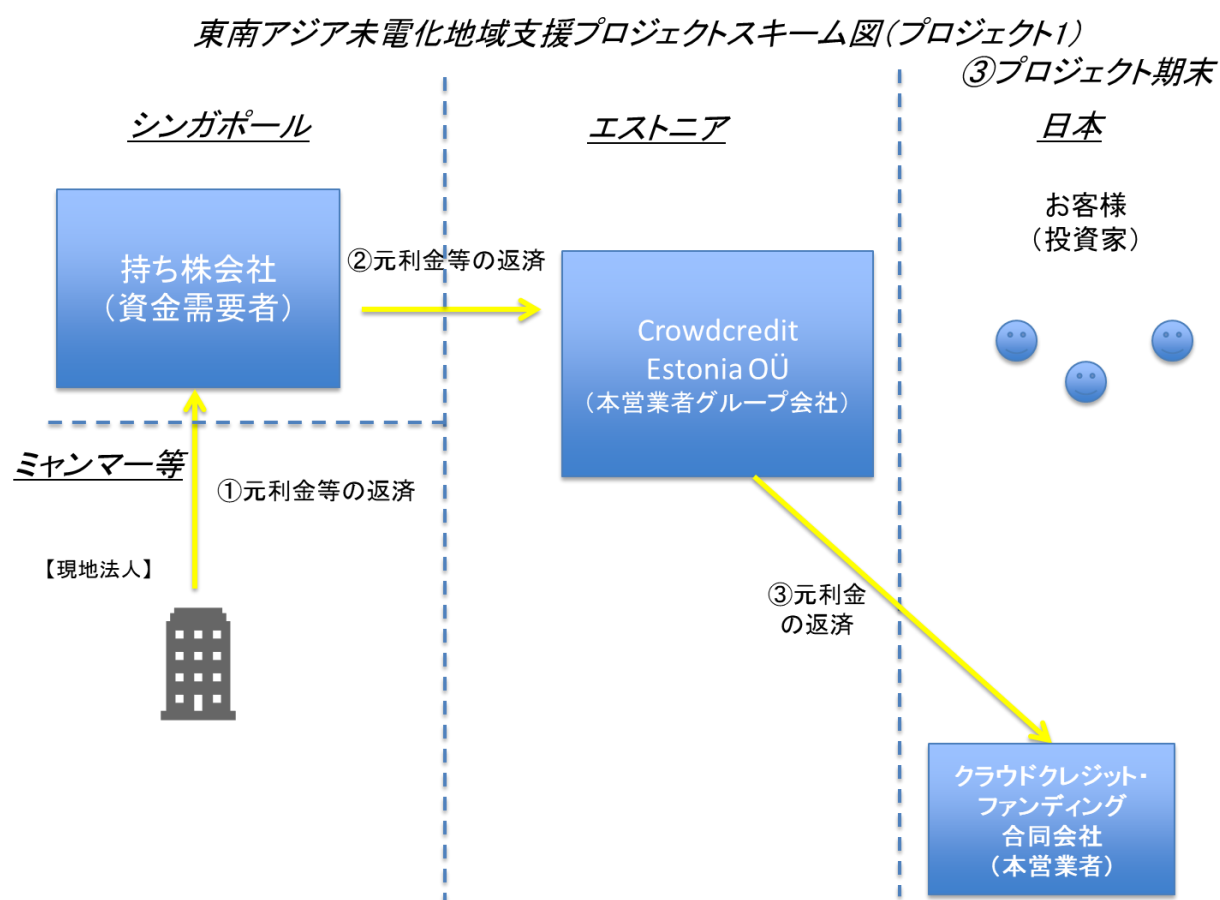 東南アジア未電化地域支援プロジェクトスキーム図(プロジェクト1)
③プロジェクト期末
シンガポール
エストニア
日本
持ち株会社
（資金需要者）
②元利金等の返済
Crowdcredit
Estonia OÜ
（本営業者グループ会社）
お客様
（投資家）
ミャンマー等
①元利金等の返済
【現地法人】
③元利金
の返済
クラウドクレジット・
ファンディング
合同会社
（本営業者）